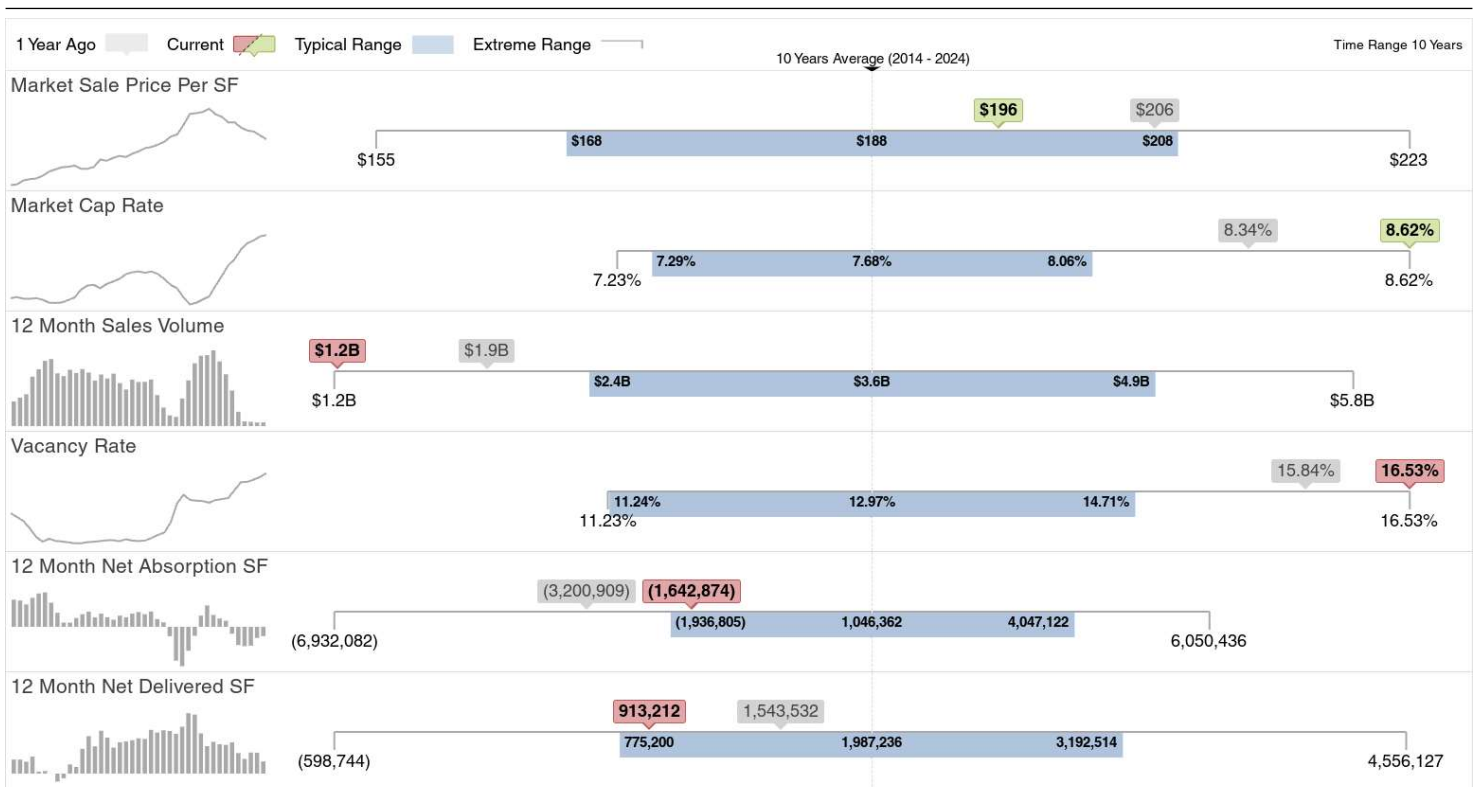 1 Year Ago Current Typical Range Extreme Range Time Range 10 Years
10 Years Average (2014 - 2024)
Market Sale Price Per SF
$196 $206
$168 $188 $208
$155 $223
Market Cap Rate
8.34% 8.62%
7.29% 7.68% 8.06%
7.23% 8.62%
12 Month Sales Volume
$1.2B $1.9B
$2.4B $3.6B $4.9B
$1.2B $5.8B
Vacancy Rate
15.84% 16.53%
11.24% 12.97% 14.71%
11.23% 16.53%
12 Month Net Absorption SF
(3,200,909) (1,642,874)
(1,936,805) 1,046,362 4,047,122
(6,932,082) 6,050,436
12 Month Net Delivered SF
913,212 1,543,532
775,200 1,987,236 3,192,514
(598,744) 4,556,127